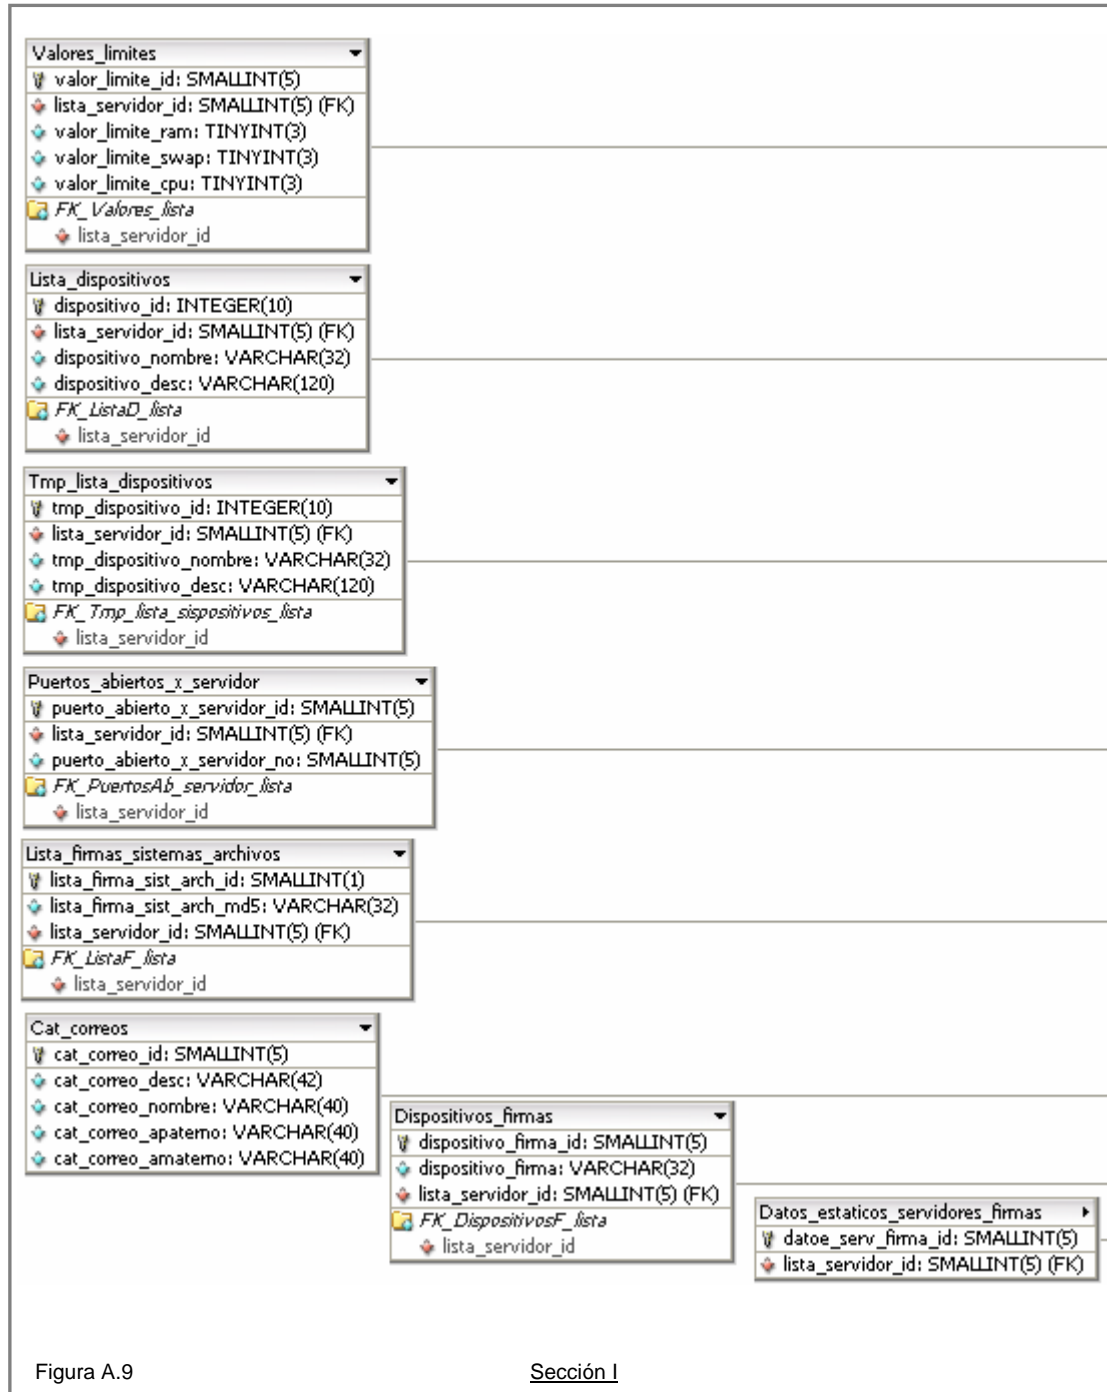 Valores_limites
valor_limite_id: SMALLINT(5)
lista_servidor_id: SMALLINT(5) (FK)
valor_limite_ram: TINYINT(3)
valor_limite_swap: TINYINT(3)
valor_limite_cpu: TINYINT(3)
FK_Valores_lista
lista_servidor_id
Lista_dispositivos
dispositivo_id: INTEGER(10)
lista_servidor_id: SMALLINT(5) (FK)
dispositivo_nombre: VARCHAR(32)
dispositivo_desc: VARCHAR(120)
FK_ListaD_lista
lista_servidor_id
Tmp_lista_dispositivos
tmp_dispositivo_id: INTEGER(10)
lista_servidor_id: SMALLINT(5) (FK)
tmp_dispositivo_nombre: VARCHAR(32)
tmp_dispositivo_desc: VARCHAR(120)
FK_Tmp_lista_sispositivos_lista
lista_servidor_id
Puertos_abiertos_x_servidor
puerto_abierto_x_servidor_id: SMALLINT(5)
lista_servidor_id: SMALLINT(5) (FK)
puerto_abierto_x_servidor_no: SMALLINT(5)
FK_PuertosAb_servidor_lista
lista_servidor_id
Lista_firmas_sistemas_archivos
lista_firma_sist_arch_id: SMALLINT(1)
lista_firma_sist_arch_md5: VARCHAR(32)
lista_servidor_id: SMALLINT(5) (FK)
FK_ListaF_lista
lista_servidor_id
Cat_correos
cat_correo_id: SMALLINT(5)
cat_correo_desc: VARCHAR(42)
cat_correo_nombre: VARCHAR(40)
cat_correo_apaterno: VARCHAR(40)
cat_correo_amaterno: VARCHAR(40)
Dispositivos_firmas
dispositivo_firma_id: SMALLINT(5)
dispositivo_firma: VARCHAR(32)
lista_servidor_id: SMALLINT(5) (FK)
FK_DispositivosF_lista
lista_servidor_id
Datos_estaticos_servidores_firmas
datoe_serv_firma_id: SMALLINT(5)
lista_servidor_id: SMALLINT(5) (FK)
Figura A.9 Sección I